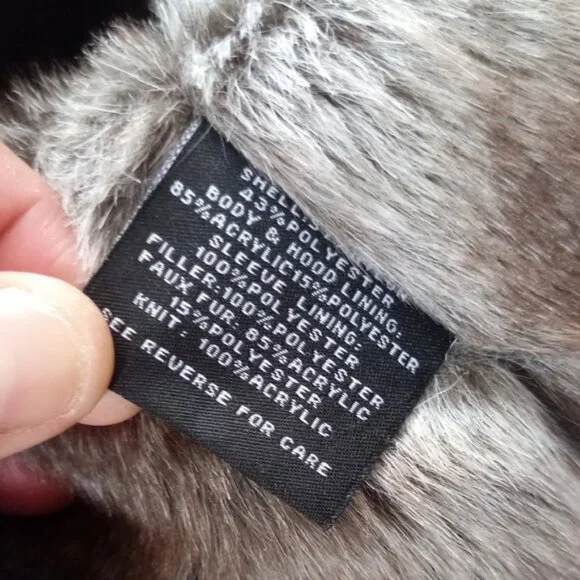 SHELL
43%POLYESTER
BODY & HOOD LINING:
85%ACRYLIC15%POLYESTER
SLEEVE LINING:
100%POLYESTER
FILLER:100%POLYESTER
FAUX FUR: 85%ACRYLIC
15%POLYESTER
KNIT: 100%ACRYLIC
SEE REVERSE FOR CARE